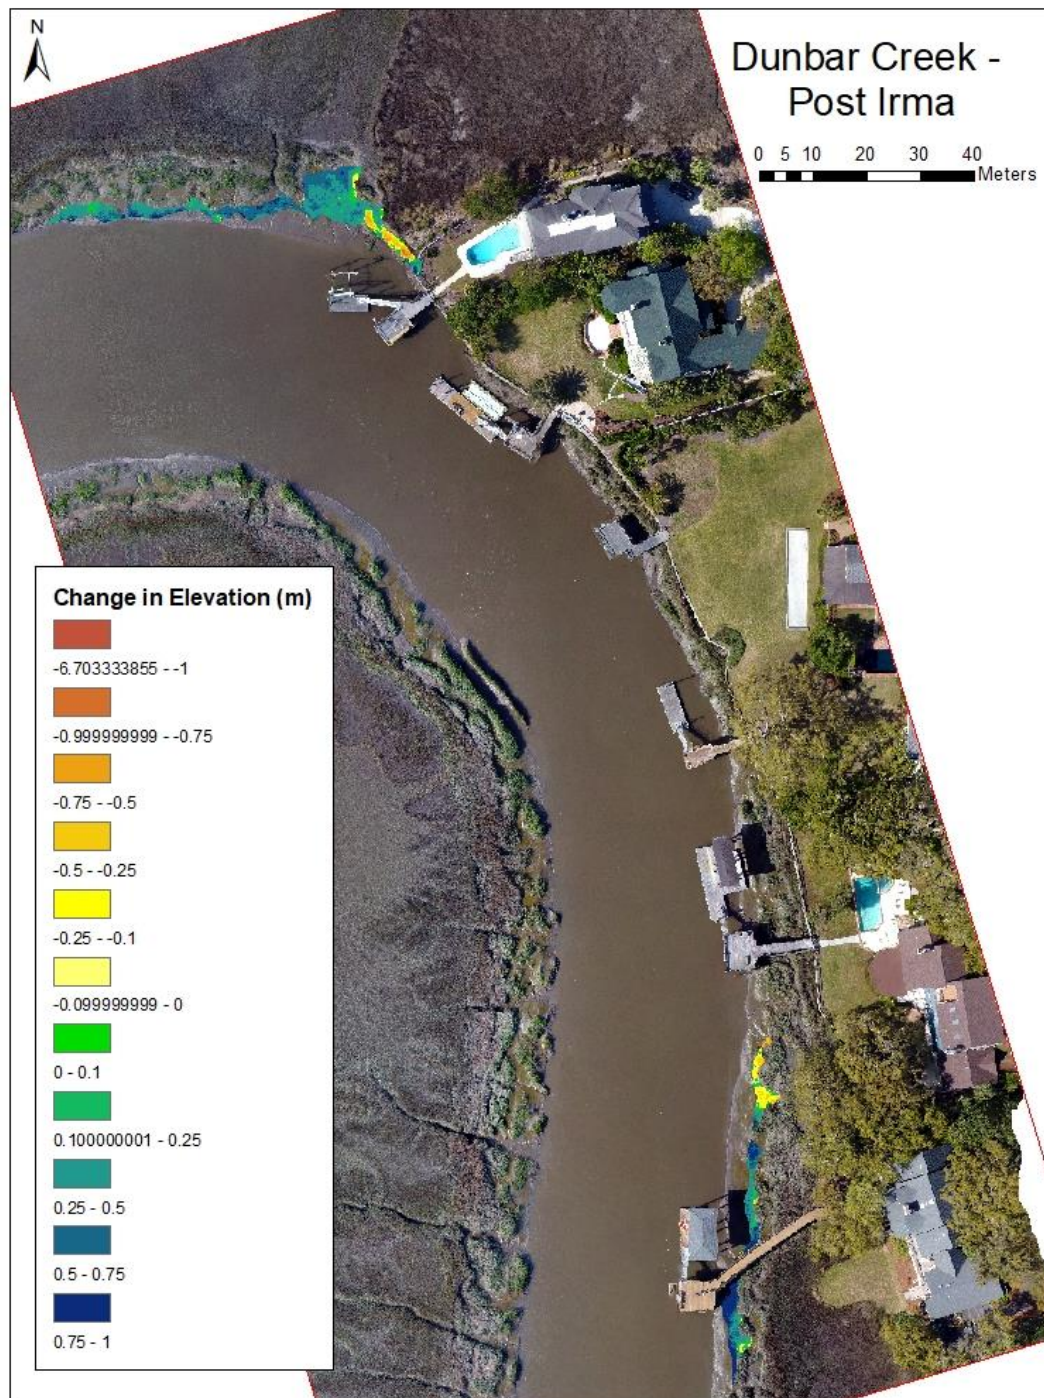 N
Dunbar Creek -
Post Irma
0 5 10 20 30 40
Meters
Change in Elevation (m)
-6.703333855 - -1
-0.999999999 - -0.75
-0.75 - -0.5
-0.5 - -0.25
-0.25 - -0.1
-0.099999999 - 0
0 - 0.1
0.100000001 - 0.25
0.25 - 0.5
0.5 - 0.75
0.75 - 1